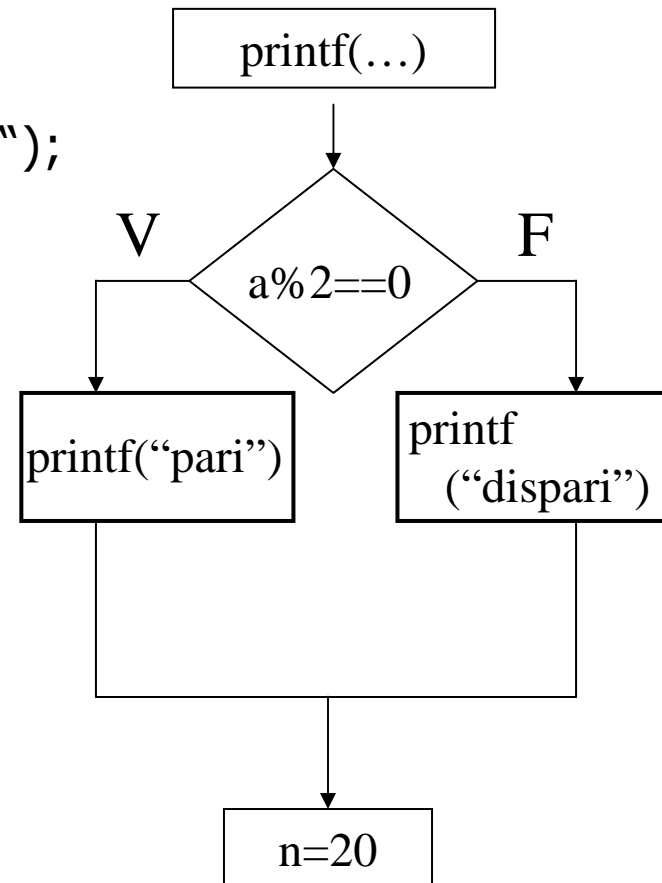 printf(…)
“);
V
F
a%2==0
printf(“pari”)
printf
(“dispari”)
n=20